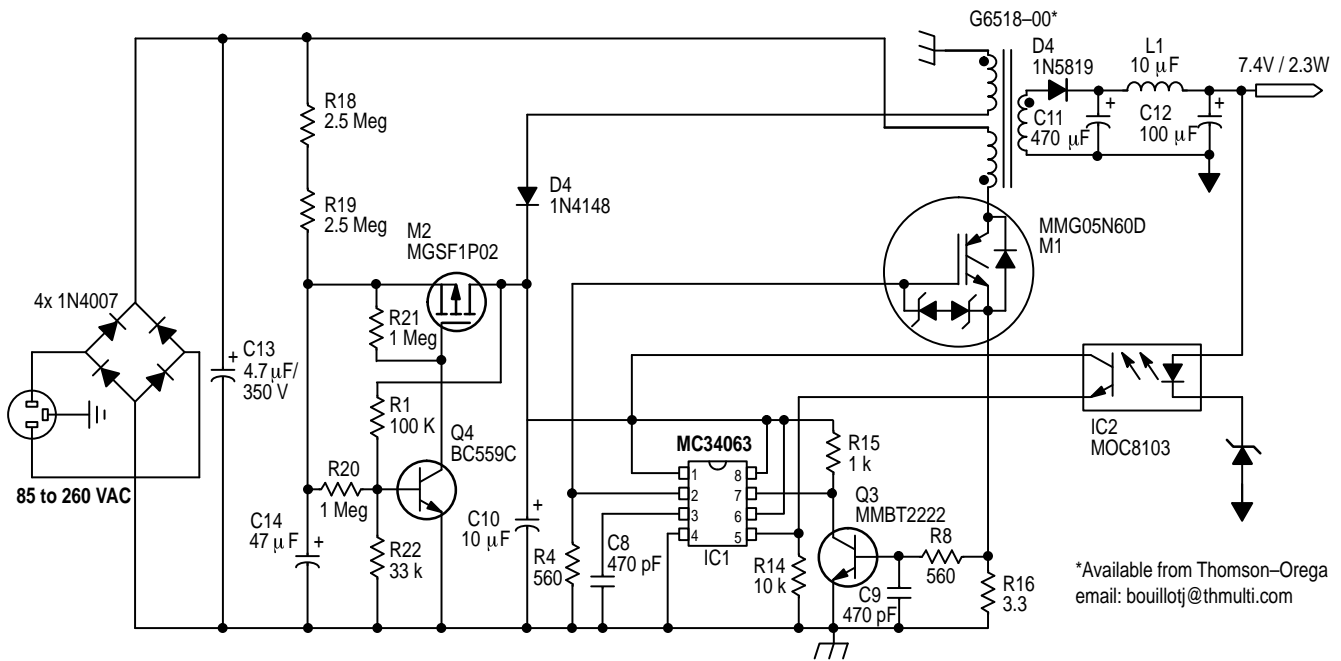 G6518–00*
D4
1N5819
L1
10 µF
7.4V / 2.3W
C11
470 µF
C12
100 µF
R18
2.5 Meg
R19
2.5 Meg
D4
1N4148
M2
MGSF1P02
MMG05N60D
M1
4x 1N4007
R21
1 Meg
+
C13
4.7 µF/
350 V
R1
100 K
Q4
BC559C
R20
1 Meg
85 to 260 VAC
C14
47 µF
+
R22
33 k
C10
10 µF
+
R4
560
C8
470 pF
MC34063
1
2
3
4
8
7
6
5
IC1
R15
1 k
Q3
MMBT2222
R14
10 k
R8
560
C9
470 pF
R16
3.3
IC2
MOC8103
+
+
*Available from Thomson–Orega
email: bouillotj@thmulti.com